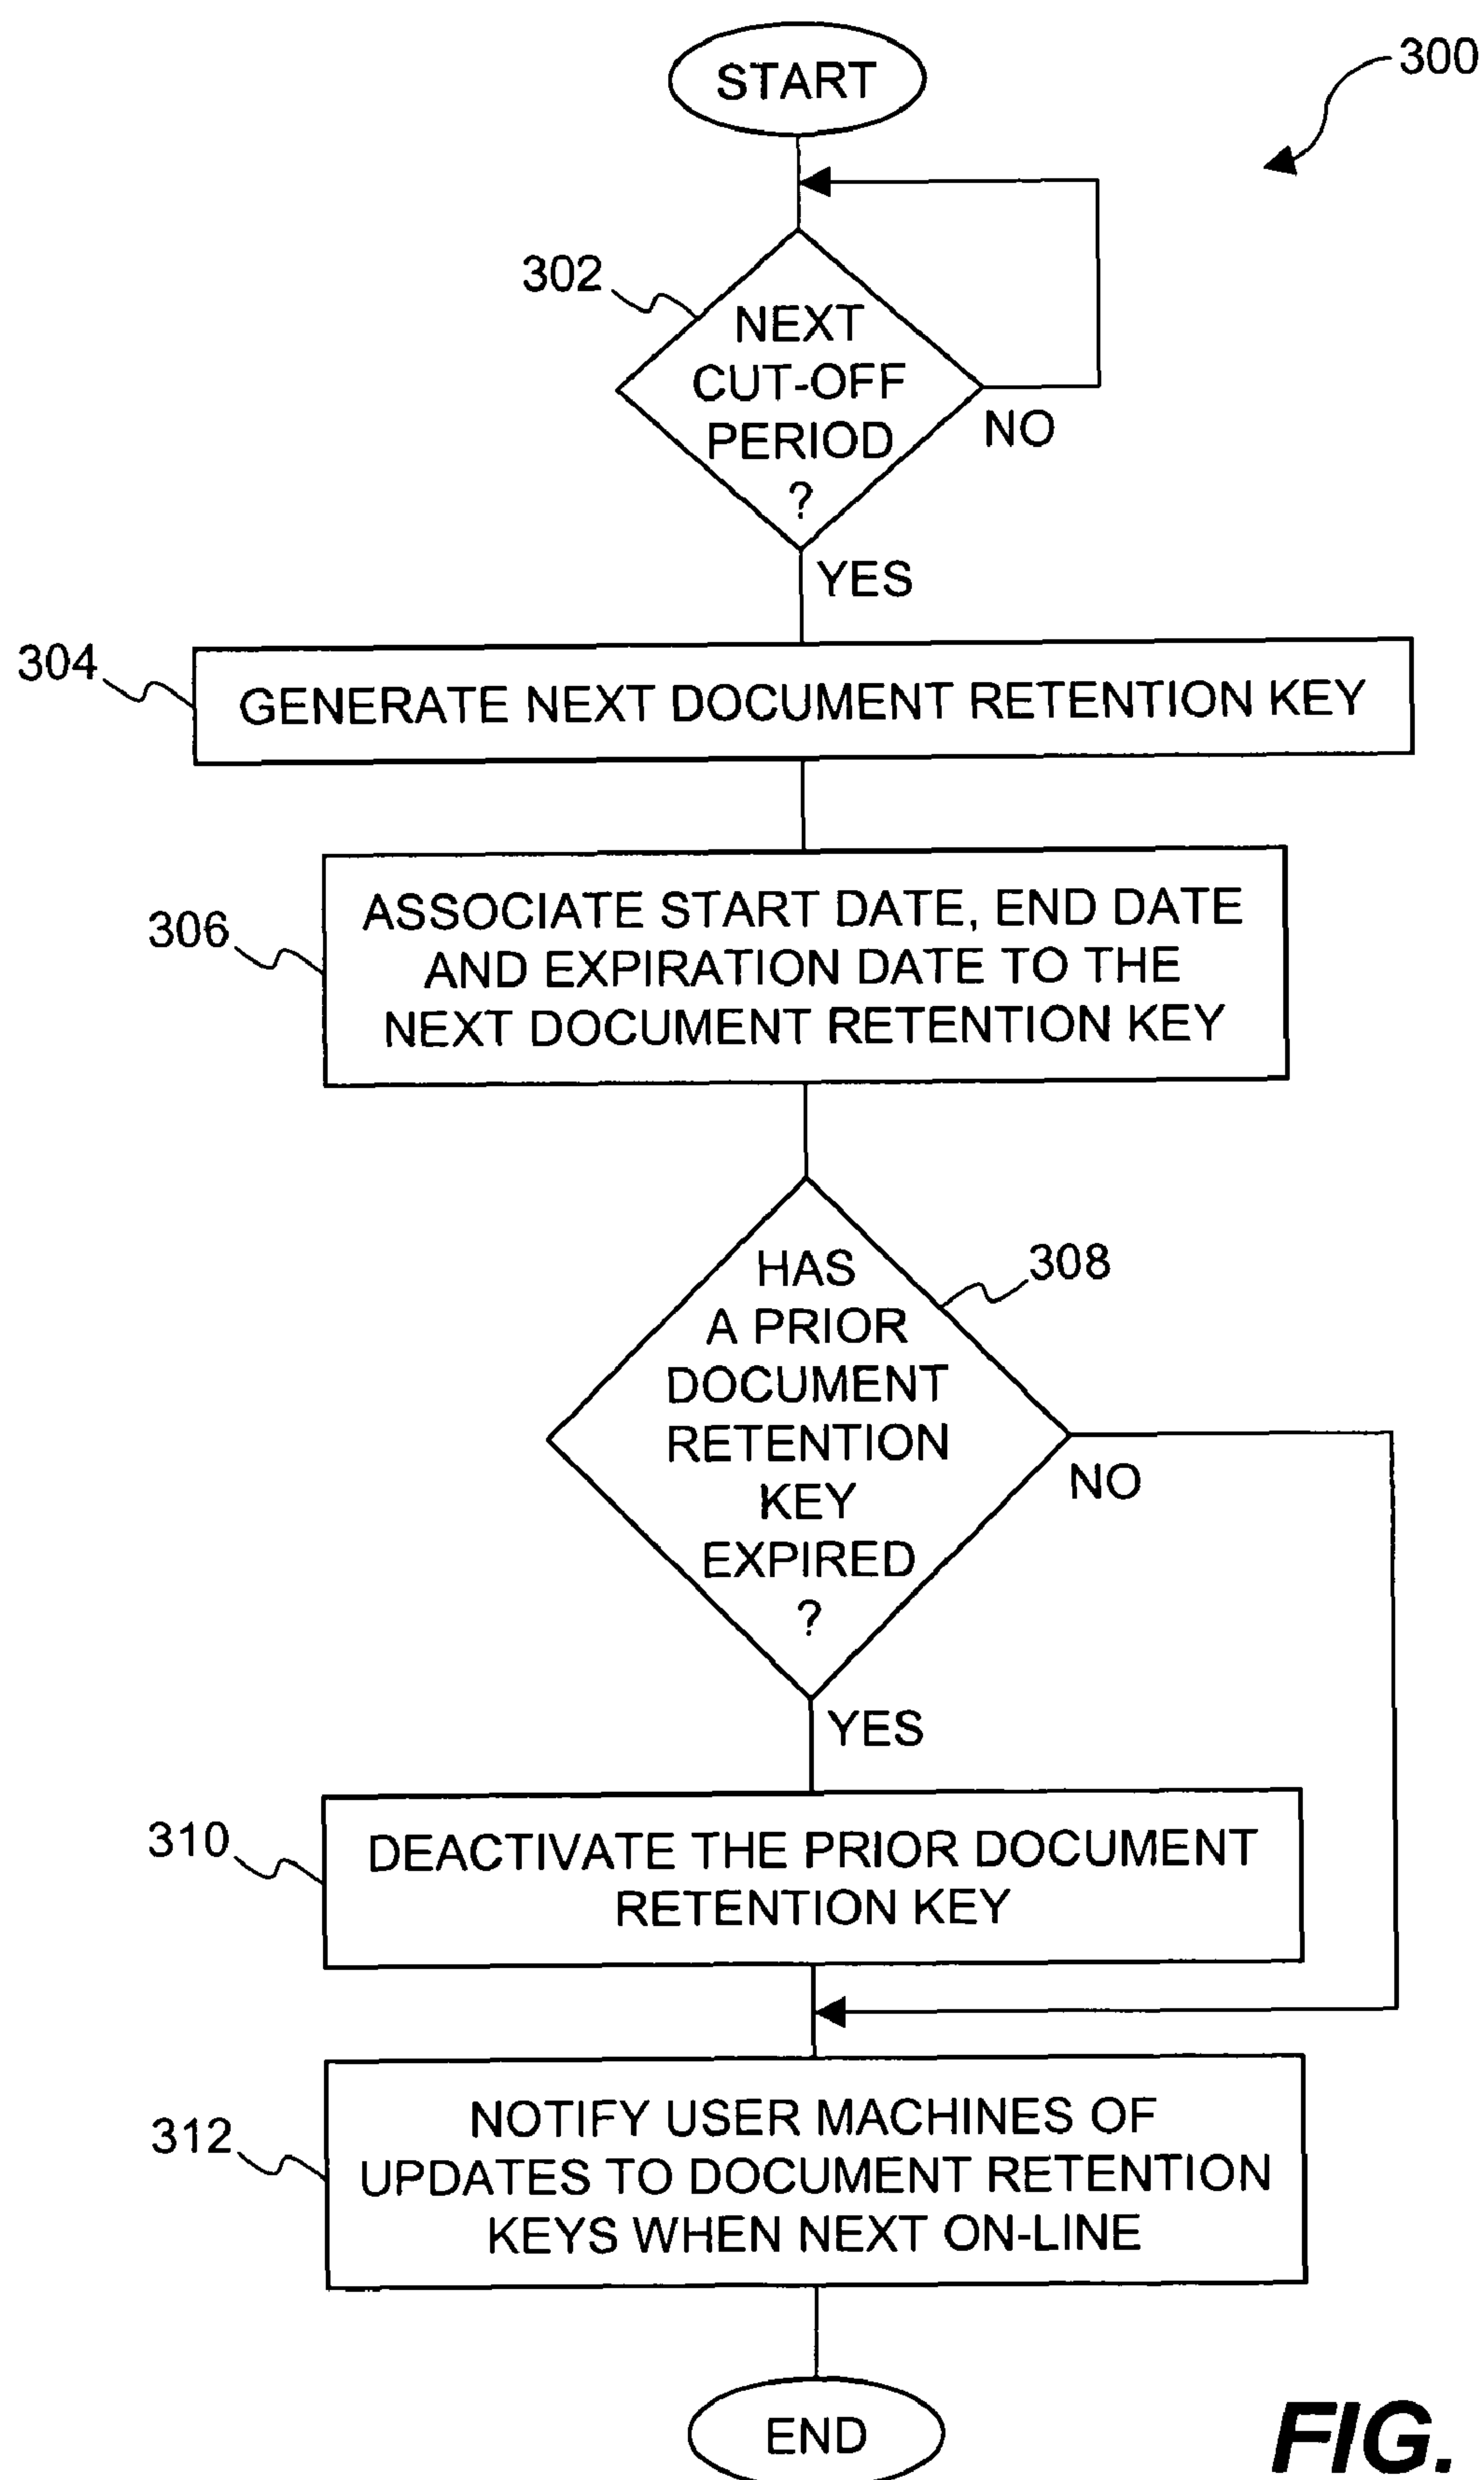 START
300
302
NEXT
CUT-OFF
PERIOD
?
NO
YES
304
GENERATE NEXT DOCUMENT RETENTION KEY
306
ASSOCIATE START DATE, END DATE
AND EXPIRATION DATE TO THE
NEXT DOCUMENT RETENTION KEY
308
HAS
A PRIOR
DOCUMENT
RETENTION
KEY
EXPIRED
?
NO
YES
310
DEACTIVATE THE PRIOR DOCUMENT
RETENTION KEY
312
NOTIFY USER MACHINES OF
UPDATES TO DOCUMENT RETENTION
KEYS WHEN NEXT ON-LINE
END
FIG.